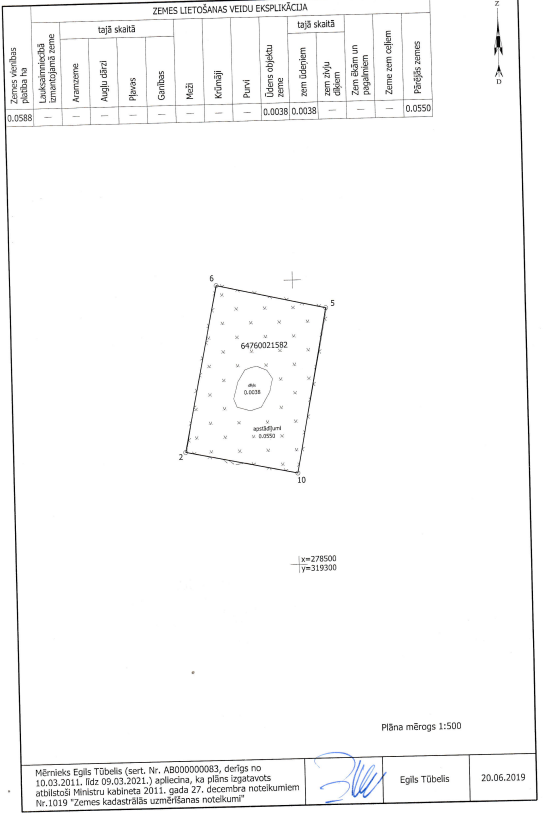 ZEMES LIETOŠANAS VEIDU EKSPLIKĀCIJA
Zemes vienības
platība ha
Lauksaimniecībā
izmantojamā zeme
tajā skaitā
Aramzeme
Augļu dārzi
Pļavas
Ganības
Meži
Krūmāji
Purvi
Ūdens objektu
zeme
tajā skaitā
zem ūdeņiem
zem zivju
dīķiem
Zem ēkām un
pagalmiem
Zeme zem ceļiem
Pārējās zemes
0.0588 — — — — — — — — 0.0038 0.0038 — — — 0.0550
Z
D
6
5
64760021582
dīķis
0.0038
apstādījumi
0.0550
2
10
x=278500
y=319300
Plāna mērogs 1:500
Mērnieks Egils Tūbelis (sert. Nr. AB000000083, derīgs no
10.03.2011. līdz 09.03.2021.) apliecina, ka plāns izgatavots
atbilstoši Ministru kabineta 2011. gada 27. decembra noteikumiem
Nr.1019 "Zemes kadastrālās uzmērīšanas noteikumi"
Egils Tūbelis
20.06.2019